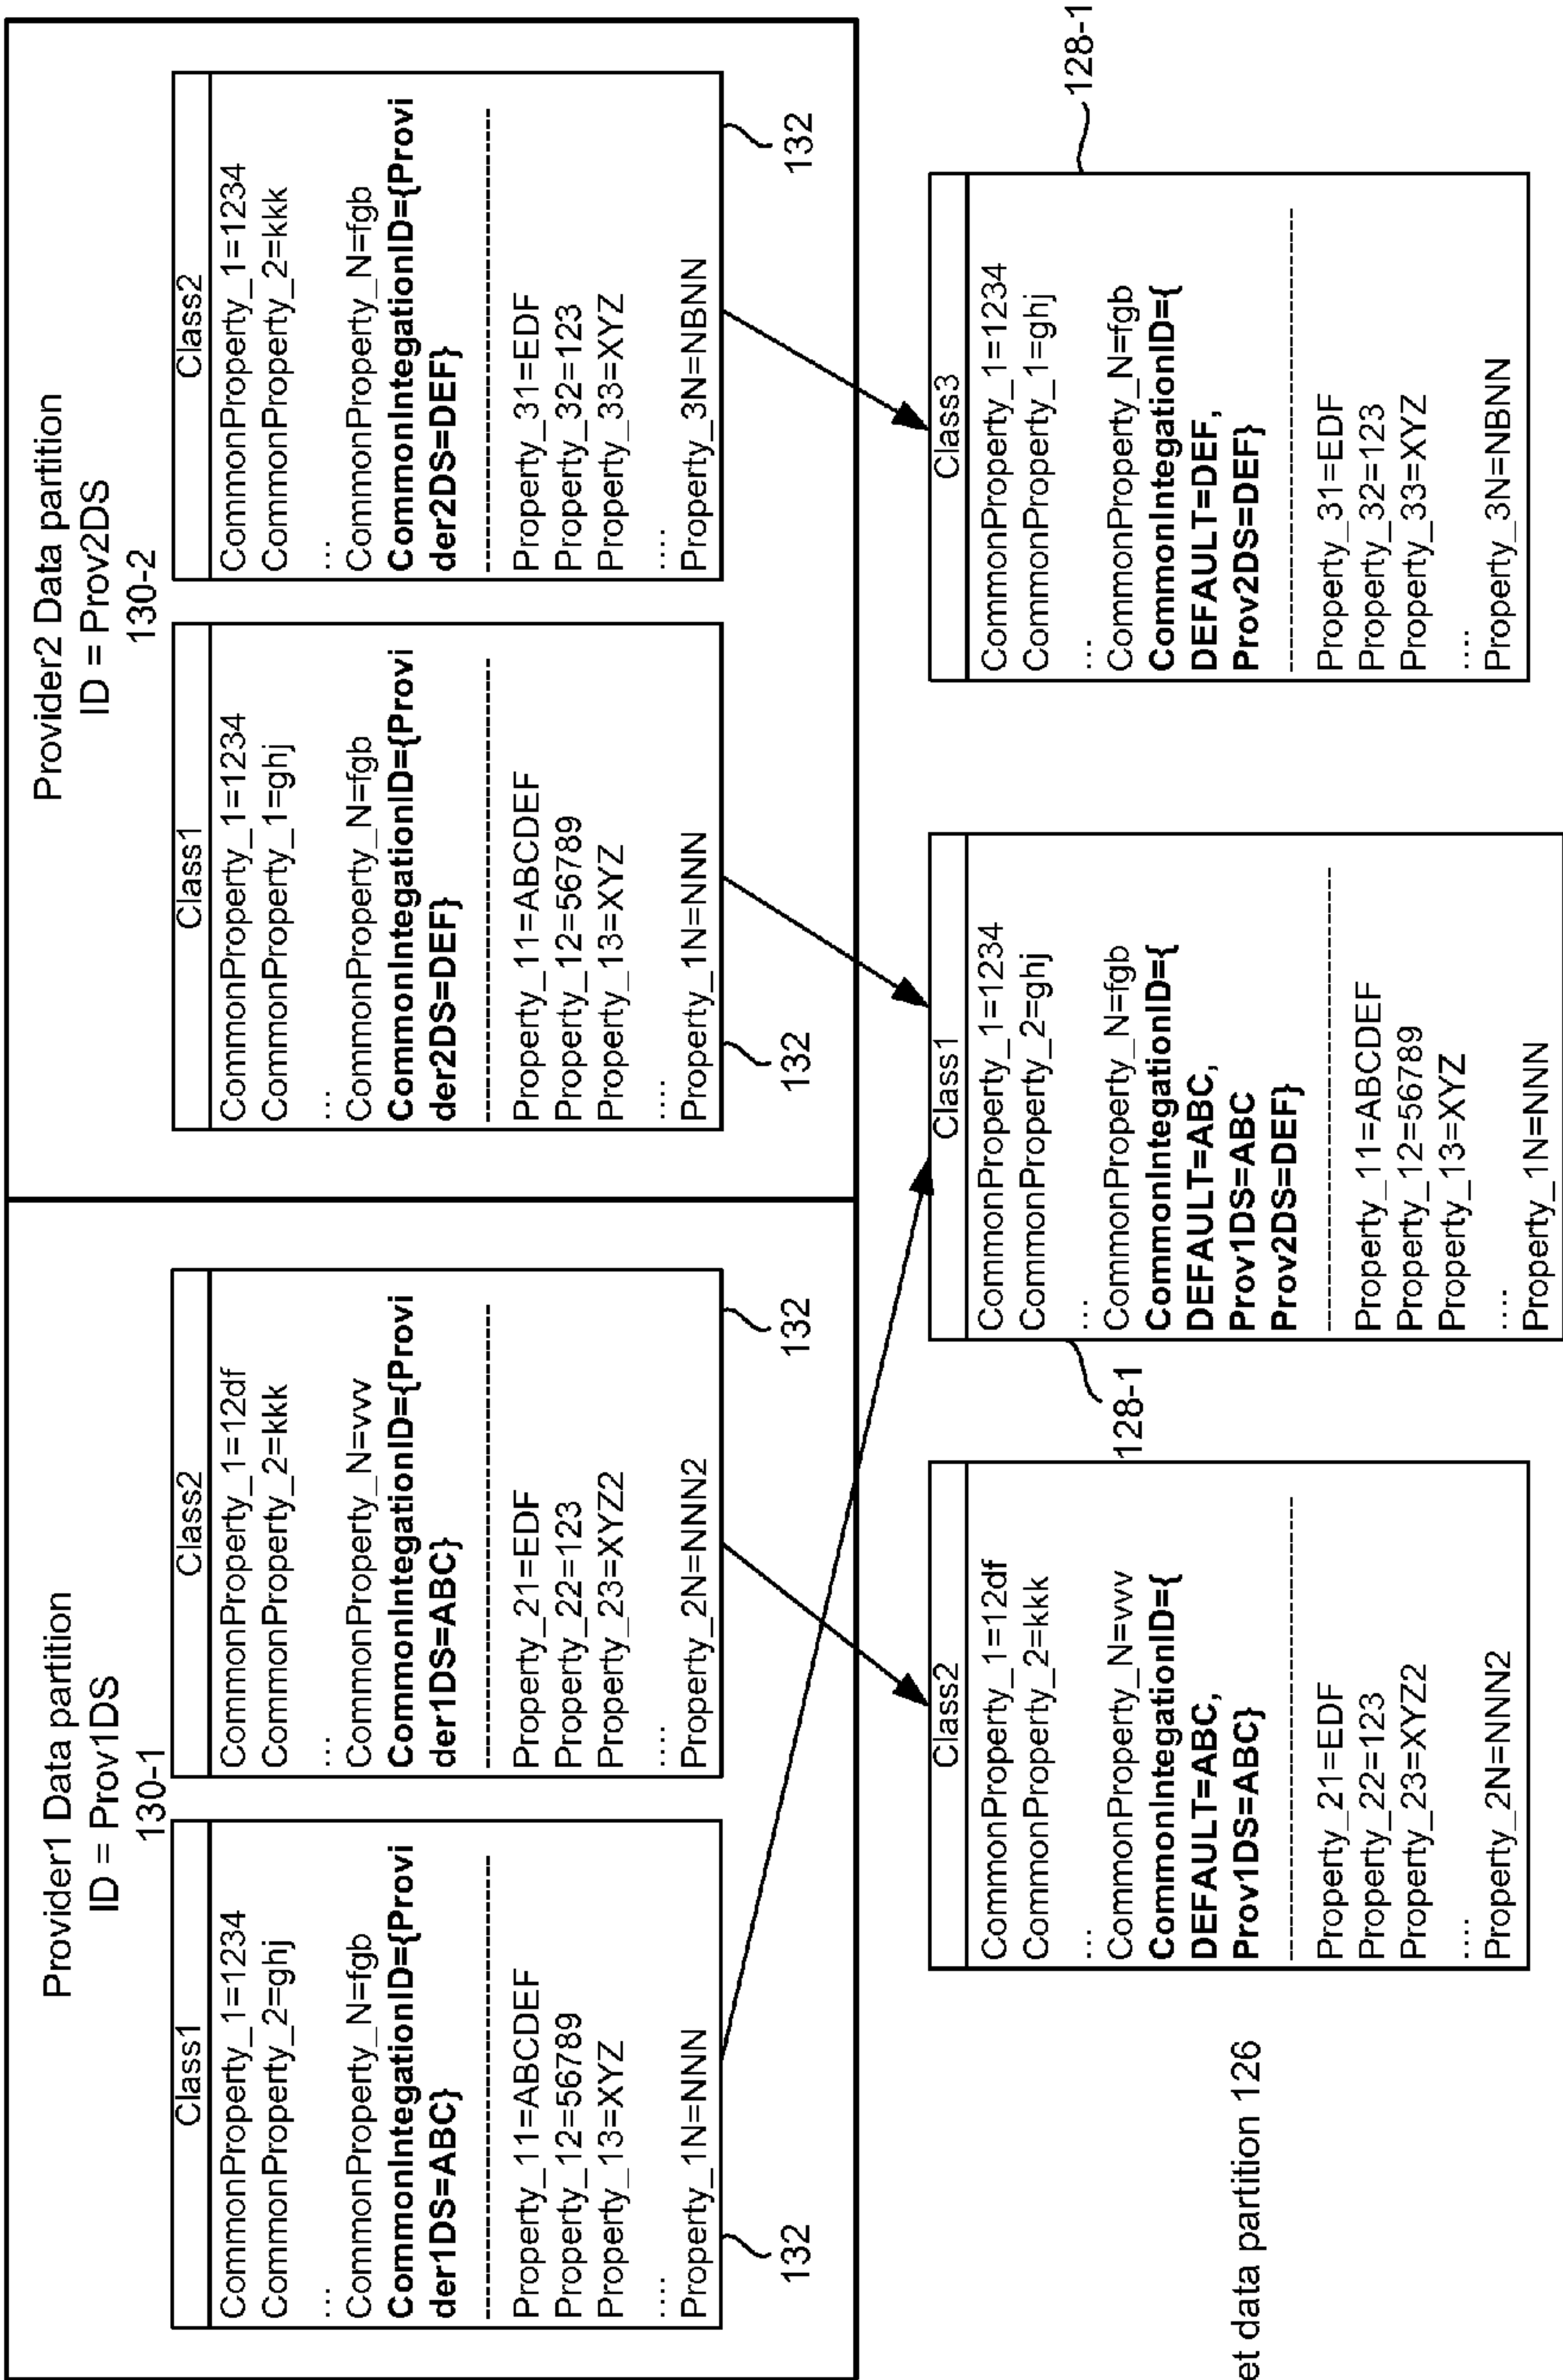 Provider1 Data partition
ID = Prov1DS
130-1
Class1
CommonProperty_1=1234
CommonProperty_2=ghj
...
CommonProperty_N=fgb
CommonIntegationID={Provi
der1DS=ABC}
Property_11=ABCDEF
Property_12=56789
Property_13=XYZ
....
Property_1N=NNN
132
Class2
CommonProperty_1=12df
CommonProperty_2=kkk
...
CommonProperty_N=vvv
CommonIntegationID={Provi
der1DS=ABC}
Property_21=EDF
Property_22=123
Property_23=XYZ2
....
Property_2N=NNN2
132
Provider2 Data partition
ID = Prov2DS
130-2
Class1
CommonProperty_1=1234
CommonProperty_1=ghj
...
CommonProperty_N=fgb
CommonIntegationID={Provi
der2DS=DEF}
Property_11=ABCDEF
Property_12=56789
Property_13=XYZ
....
Property_1N=NNN
132
Class2
CommonProperty_1=1234
CommonProperty_2=kkk
...
CommonProperty_N=fgb
CommonIntegationID={Provi
der2DS=DEF}
Property_31=EDF
Property_32=123
Property_33=XYZ
....
Property_3N=NBNN
132
et data partition 126
Class2
CommonProperty_1=12df
CommonProperty_2=kkk
...
CommonProperty_N=vvv
CommonIntegationID={
DEFAULT=ABC,
Prov1DS=ABC}
Property_21=EDF
Property_22=123
Property_23=XYZ2
....
Property_2N=NNN2
128-1
Class1
CommonProperty_1=1234
CommonProperty_2=ghj
...
CommonProperty_N=fgb
CommonIntegationID={
DEFAULT=ABC,
Prov1DS=ABC
Prov2DS=DEF}
Property_11=ABCDEF
Property_12=56789
Property_13=XYZ
....
Property_1N=NNN
Class3
CommonProperty_1=1234
CommonProperty_1=ghj
...
CommonProperty_N=fgb
CommonIntegationID={
DEFAULT=DEF,
Prov2DS=DEF}
Property_31=EDF
Property_32=123
Property_33=XYZ
....
Property_3N=NBNN
128-1